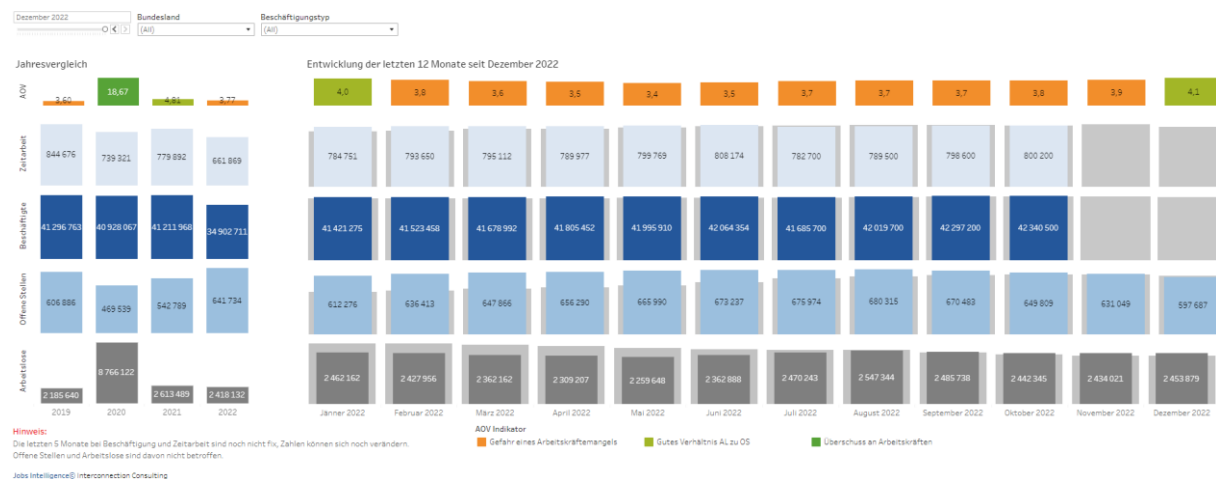 Dezember 2022
Bundesland
(All)
Beschäftigungstyp
(All)
Jahresvergleich
Entwicklung der letzten 12 Monate seit Dezember 2022
AOV
3,60 18,67 4,81 3,77
4,0 3,8 3,6 3,5 3,4 3,5 3,7 3,7 3,7 3,8 3,9 4,1
Zeitarbeit
844 676 739 321 779 892 661 869
784 751 793 650 795 112 789 977 799 769 808 174 782 700 789 500 798 600 800 200
Beschäftigte
41 296 763 40 928 067 41 211 968 34 902 711
41 421 275 41 523 458 41 678 992 41 805 452 41 995 910 42 064 354 41 685 700 42 019 700 42 297 200 42 340 500
Offene Stellen
606 886 469 539 542 789 641 734
612 276 636 413 647 866 656 290 665 990 673 237 675 974 680 315 670 483 649 809 631 049 597 687
Arbeitslose
2 185 640 8 766 122 2 613 489 2 418 132
2 462 162 2 427 956 2 362 162 2 309 207 2 259 648 2 362 888 2 470 243 2 547 344 2 485 738 2 442 345 2 434 021 2 453 879
2019 2020 2021 2022
Jänner 2022 Februar 2022 März 2022 April 2022 Mai 2022 Juni 2022 Juli 2022 August 2022 September 2022 Oktober 2022 November 2022 Dezember 2022
Hinweis:
Die letzten 5 Monate bei Beschäftigung und Zeitarbeit sind noch nicht fix, Zahlen können sich noch verändern.
Offene Stellen und Arbeitslose sind davon nicht betroffen.
AOV Indikator
Gefahr eines Arbeitskräftemangels Gutes Verhältnis AL zu OS Überschuss an Arbeitskräften
Jobs Intelligence© Interconnection Consulting